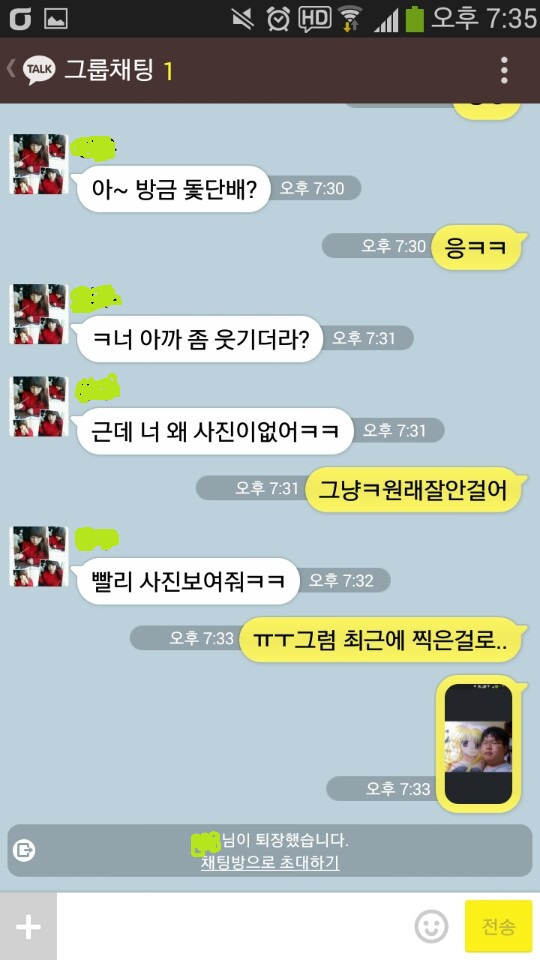 HD
오후 7:35
TALK 그룹채팅 1
아~ 방금 돛단배?
오후 7:30
오후 7:30
응ㅋㅋ
ㅋ너 아까 좀 웃기더라?
오후 7:31
근데 너 왜 사진이없어ㅋㅋ
오후 7:31
오후 7:31
그냥ㅋ원래잘안걸어
빨리 사진보여줘ㅋㅋ
오후 7:32
오후 7:33
ㅠㅜ그럼 최근에 찍은걸로..
오후 7:33
님이 퇴장했습니다.
채팅방으로 초대하기
전송